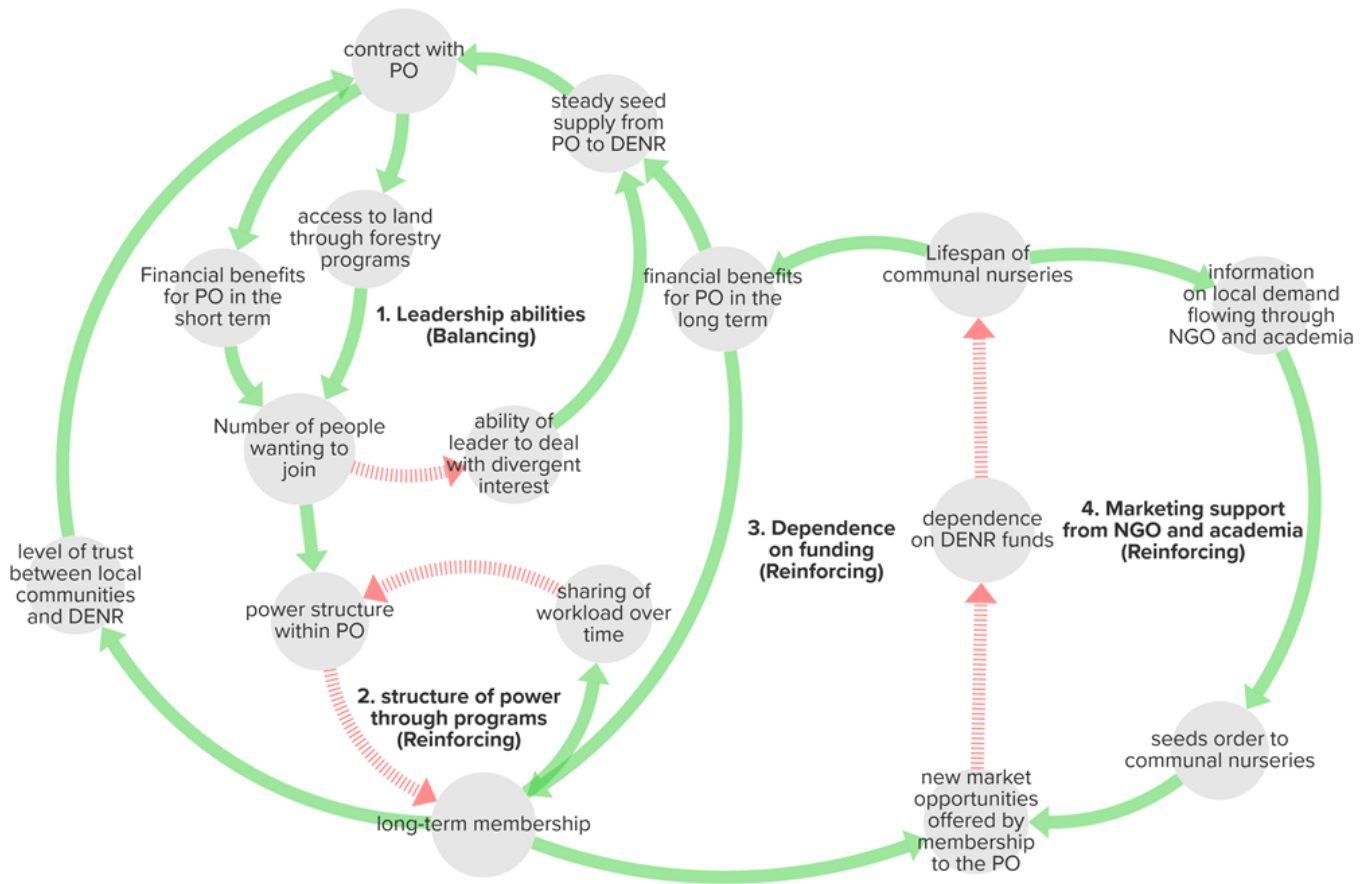 contract with
PO
steady seed
supply from
PO to DENR
access to land
through forestry
programs
Financial benefits
for PO in the
short term
1. Leadership abilities
(Balancing)
financial benefits
for PO in the
long term
Lifespan of
communal nurseries
information
on local demand
flowing through
NGO and academia
Number of people
wanting to
join
ability of
leader to deal
with divergent
interest
level of trust
between local
communities
and DENR
power structure
within PO
sharing of
workload over
time
3. Dependence
on funding
(Reinforcing)
dependence
on DENR funds
4. Marketing support
from NGO and academia
(Reinforcing)
2. structure of power
through programs
(Reinforcing)
long-term membership
seeds order to
communal nurseries
new market
opportunities
offered by
membership
to the PO